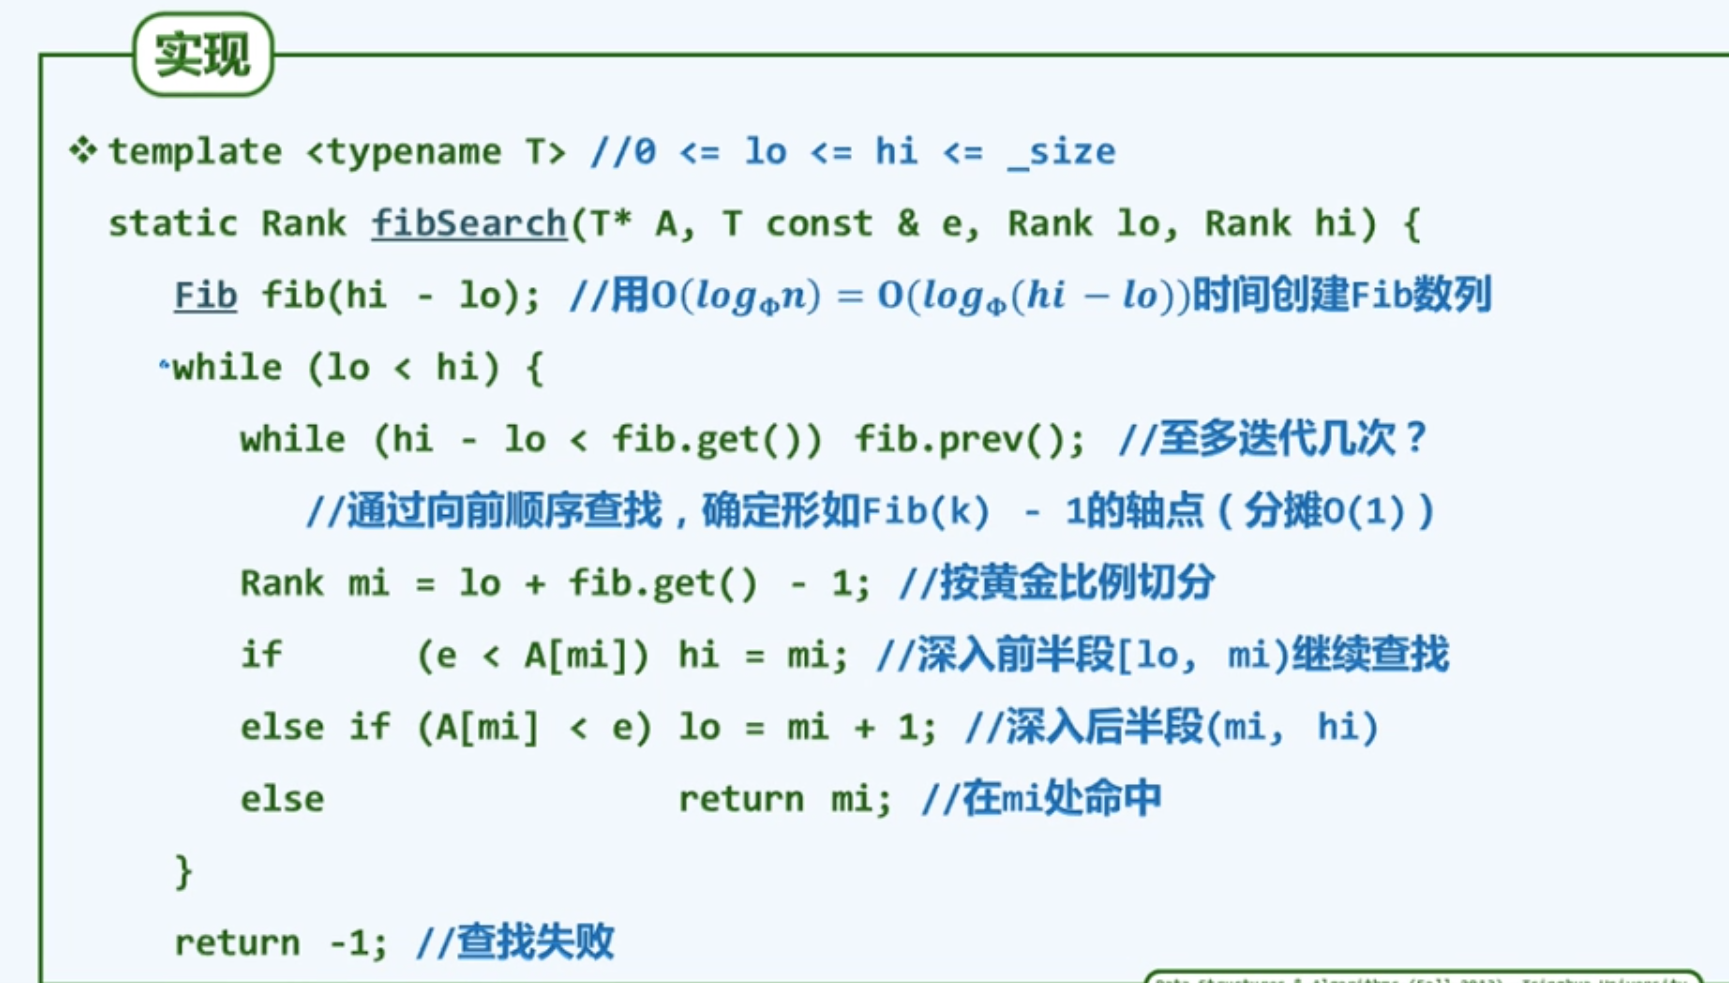 实现
❖ template <typename T> //0 <= lo <= hi <= _size
static Rank fibSearch(T* A, T const & e, Rank lo, Rank hi) {
Fib fib(hi - lo); //用O(log_Φ n) = O(log_Φ(hi − lo))时间创建Fib数列
while (lo < hi) {
while (hi - lo < fib.get()) fib.prev(); //至多迭代几次？
//通过向前顺序查找，确定形如Fib(k) - 1的轴点（分摊O(1)）
Rank mi = lo + fib.get() - 1; //按黄金比例切分
if (e < A[mi]) hi = mi; //深入前半段[lo, mi)继续查找
else if (A[mi] < e) lo = mi + 1; //深入后半段(mi, hi)
else return mi; //在mi处命中
}
return -1; //查找失败